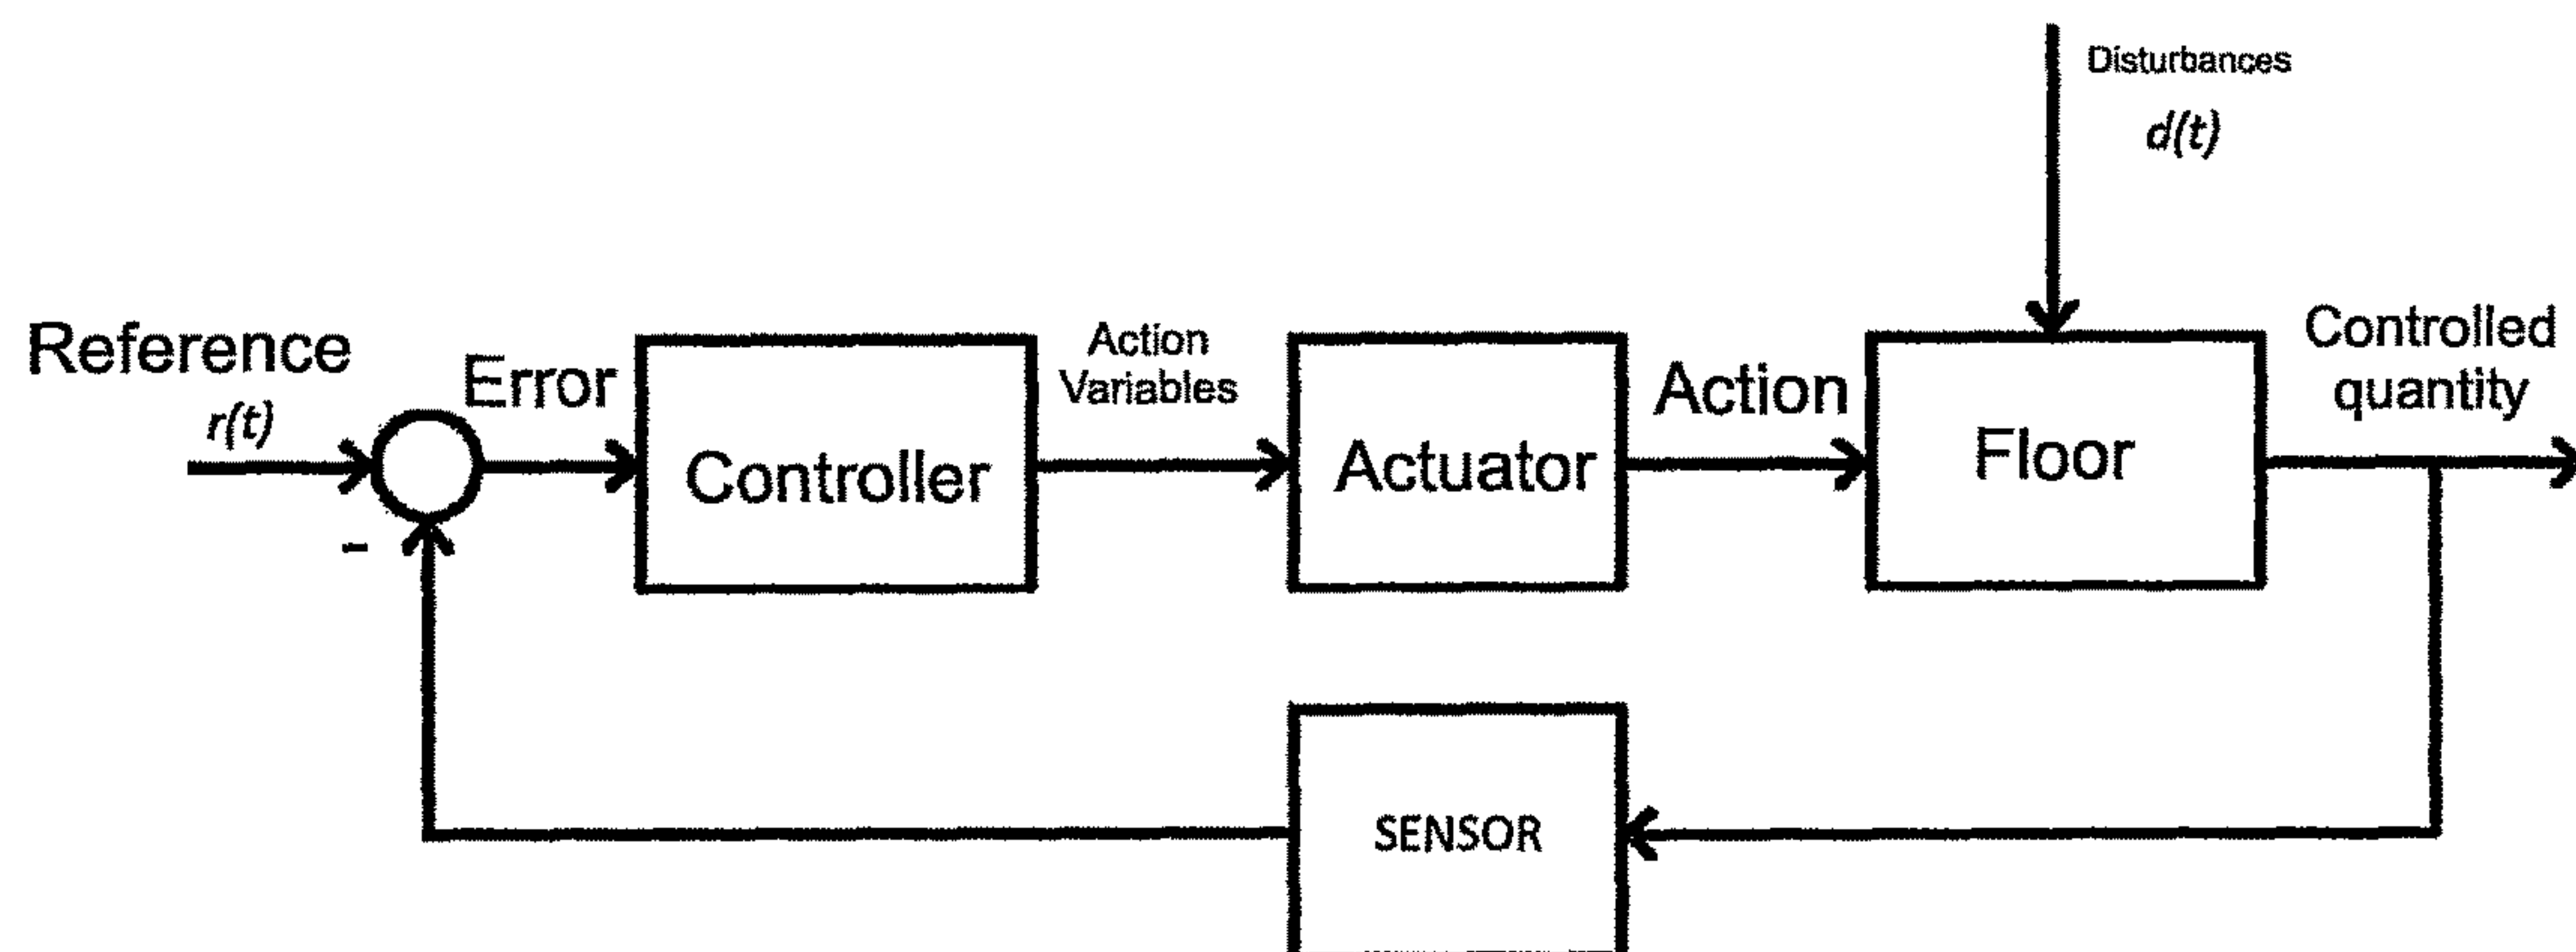 Disturbances
d(t)
Reference
r(t)
Error
Controller
Action
Variables
Actuator
Action
Floor
Controlled
quantity
-
SENSOR